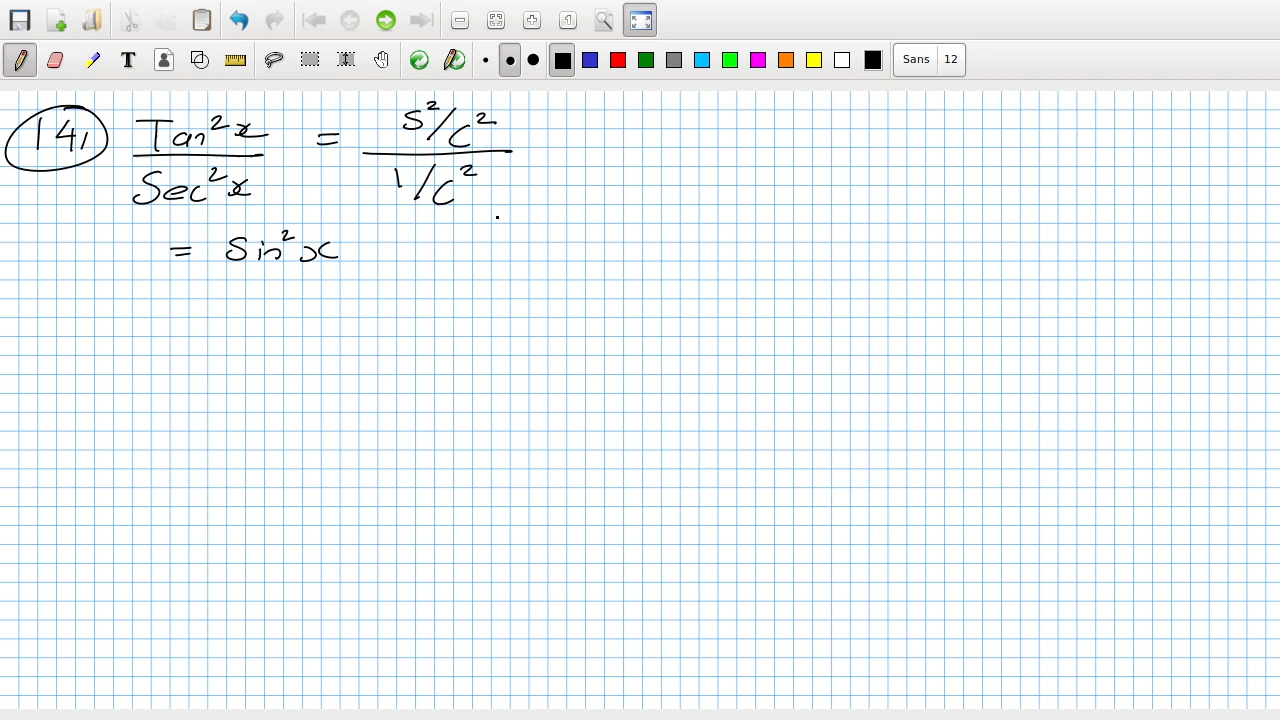 Sans 12
141 Tan²x / Sec²x = S²/C² / 1/C²
= Sin²x